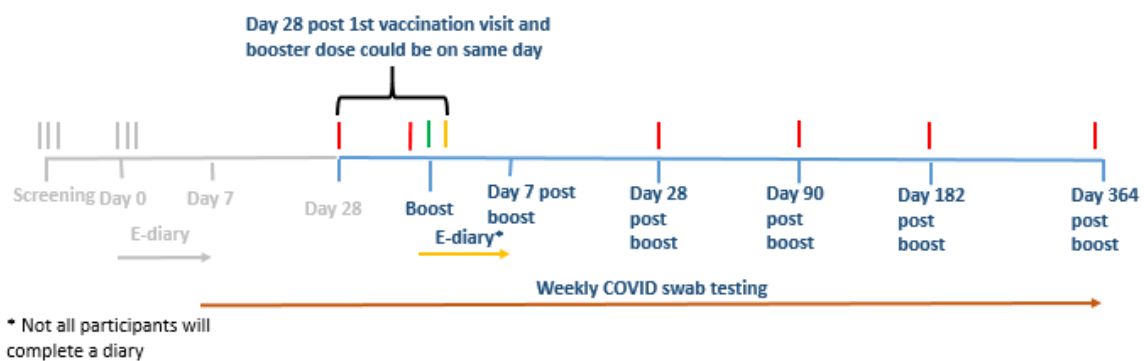 Day 28 post 1st vaccination visit and
booster dose could be on same day
Screening
Day 0
Day 7
Day 28
Boost
Day 7 post
boost
Day 28
post
boost
Day 90
post
boost
Day 182
post
boost
Day 364
post
boost
E-diary
E-diary*
Weekly COVID swab testing
* Not all participants will
complete a diary